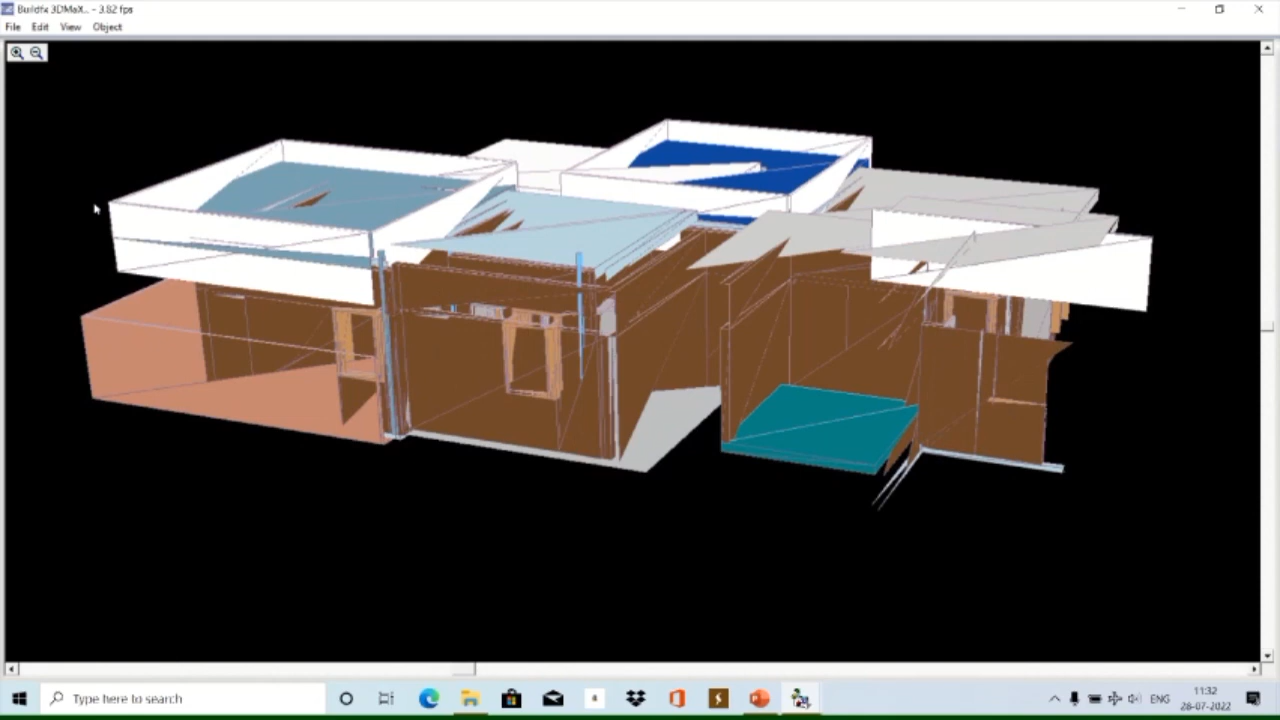 Buildfx 3DMaX.. - 3.82 fps
File Edit View Object
Type here to search
ENG
11:32
28-07-2022